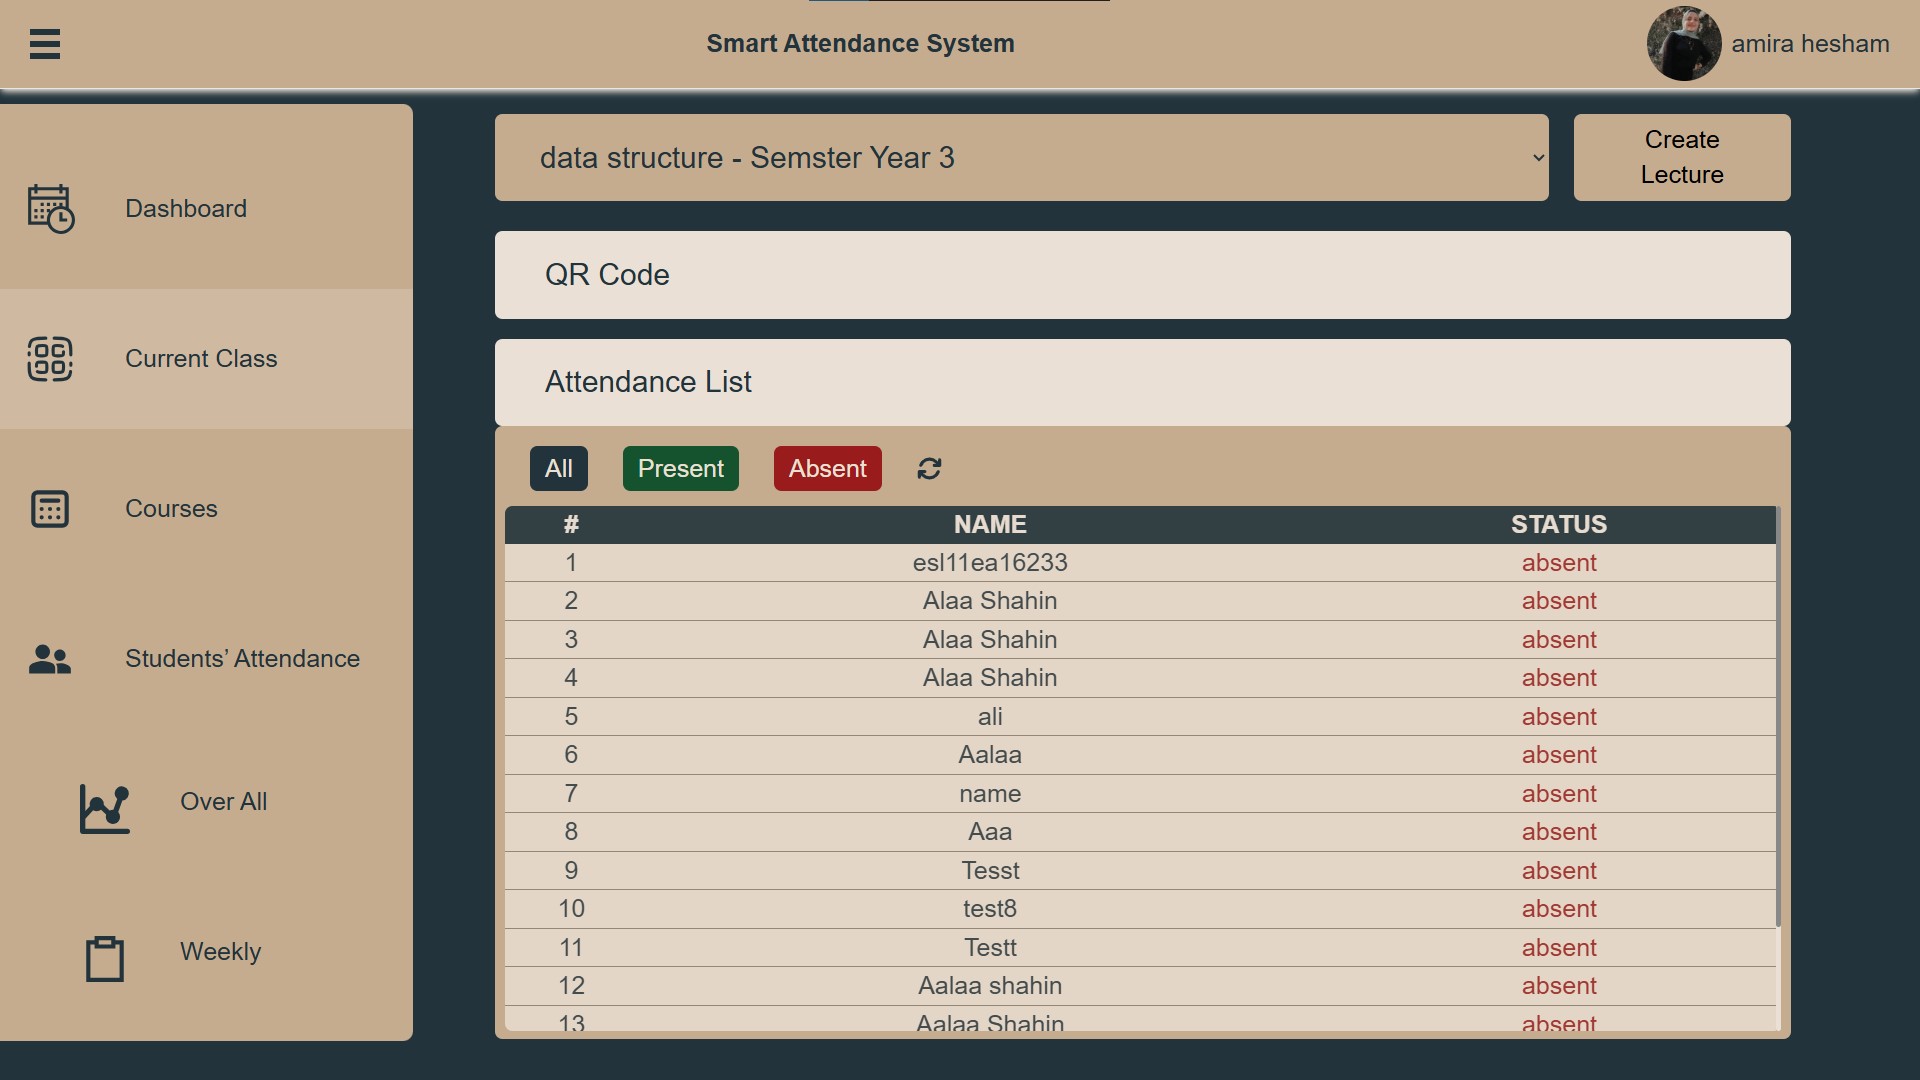 Smart Attendance System
amira hesham
Dashboard
Current Class
Courses
Students’ Attendance
Over All
Weekly
data structure - Semster Year 3
Create
Lecture
QR Code
Attendance List
All Present Absent
# NAME STATUS
1 esl11ea16233 absent
2 Alaa Shahin absent
3 Alaa Shahin absent
4 Alaa Shahin absent
5 ali absent
6 Aalaa absent
7 name absent
8 Aaa absent
9 Tesst absent
10 test8 absent
11 Testt absent
12 Aalaa shahin absent
13 Aalaa Shahin absent